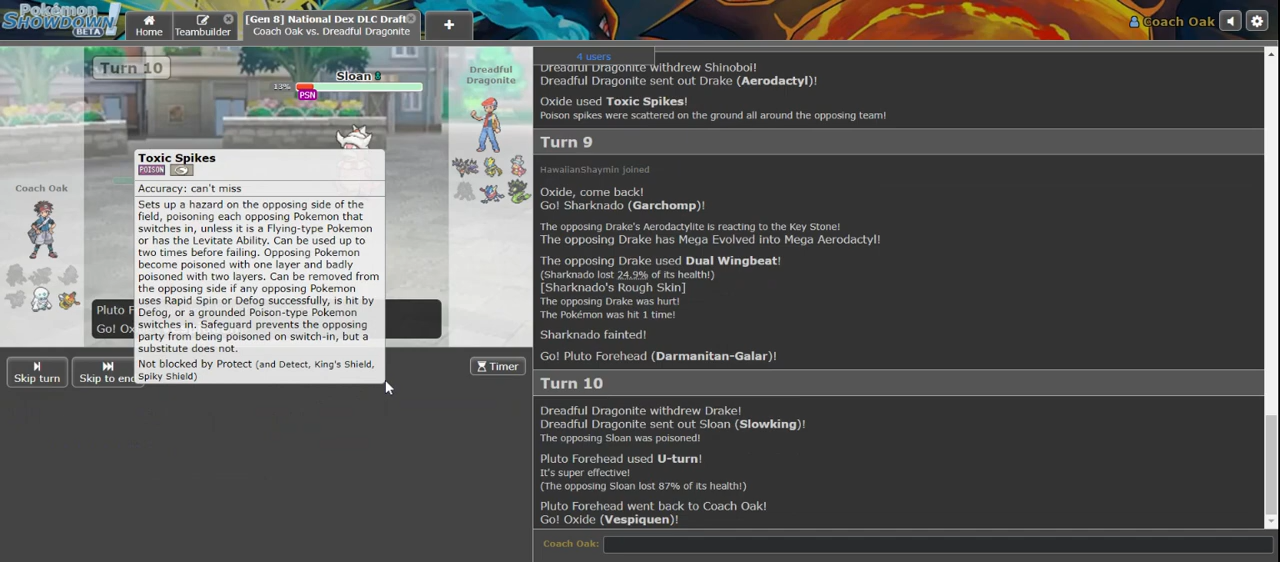 Pokémon
SHOWDOWN!
BETA
Home
Teambuilder
[Gen 8] National Dex DLC Draft
Coach Oak vs. Dreadful Dragonite
Coach Oak
Turn 10
Sloan
13%
PSN
Dreadful
Dragonite
Coach Oak
Toxic Spikes
POISON
Accuracy: can't miss
Sets up a hazard on the opposing side of the
field, poisoning each opposing Pokemon that
switches in, unless it is a Flying-type Pokemon
or has the Levitate Ability. Can be used up to
two times before failing. Opposing Pokemon
become poisoned with one layer and badly
poisoned with two layers. Can be removed from
the opposing side if any opposing Pokemon
uses Rapid Spin or Defog successfully, is hit by
Defog, or a grounded Poison-type Pokemon
switches in. Safeguard prevents the opposing
party from being poisoned on switch-in, but a
substitute does not.
Not blocked by Protect (and Detect, King's Shield,
Spiky Shield)
Pluto F
Go! Ox
Skip turn
Skip to end
Timer
4 users
Dreadful Dragonite withdrew Shinoboi!
Dreadful Dragonite sent out Drake (Aerodactyl)!
Oxide used Toxic Spikes!
Poison spikes were scattered on the ground all around the opposing team!
Turn 9
HawaiianShaymin joined
Oxide, come back!
Go! Sharknado (Garchomp)!
The opposing Drake's Aerodactylite is reacting to the Key Stone!
The opposing Drake has Mega Evolved into Mega Aerodactyl!
The opposing Drake used Dual Wingbeat!
(Sharknado lost 24.9% of its health!)
[Sharknado's Rough Skin]
The opposing Drake was hurt!
The Pokémon was hit 1 time!
Sharknado fainted!
Go! Pluto Forehead (Darmanitan-Galar)!
Turn 10
Dreadful Dragonite withdrew Drake!
Dreadful Dragonite sent out Sloan (Slowking)!
The opposing Sloan was poisoned!
Pluto Forehead used U-turn!
It's super effective!
(The opposing Sloan lost 87% of its health!)
Pluto Forehead went back to Coach Oak!
Go! Oxide (Vespiquen)!
Coach Oak: